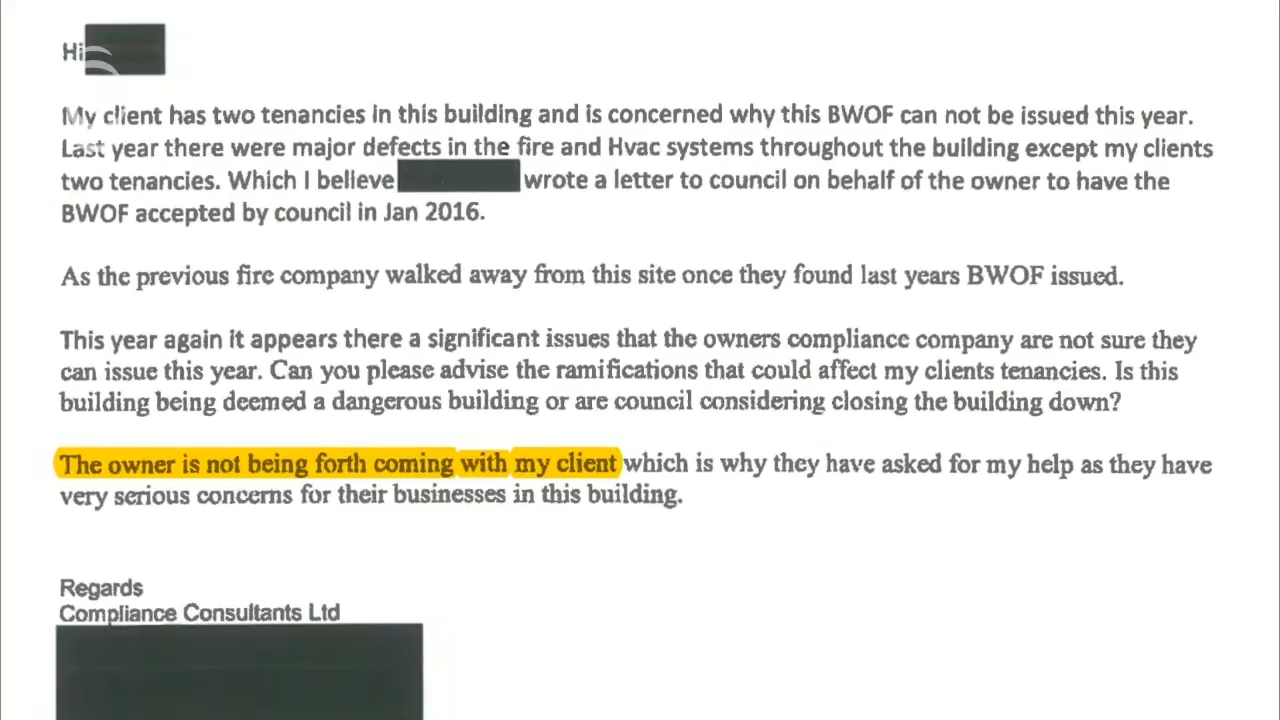 Hi
My client has two tenancies in this building and is concerned why this BWOF can not be issued this year.
Last year there were major defects in the fire and Hvac systems throughout the building except my clients
two tenancies. Which I believe wrote a letter to council on behalf of the owner to have the
BWOF accepted by council in Jan 2016.
As the previous fire company walked away from this site once they found last years BWOF issued.
This year again it appears there a significant issues that the owners compliance company are not sure they
can issue this year. Can you please advise the ramifications that could affect my clients tenancies. Is this
building being deemed a dangerous building or are council considering closing the building down?
The owner is not being forth coming with my client which is why they have asked for my help as they have
very serious concerns for their businesses in this building.
Regards
Compliance Consultants Ltd